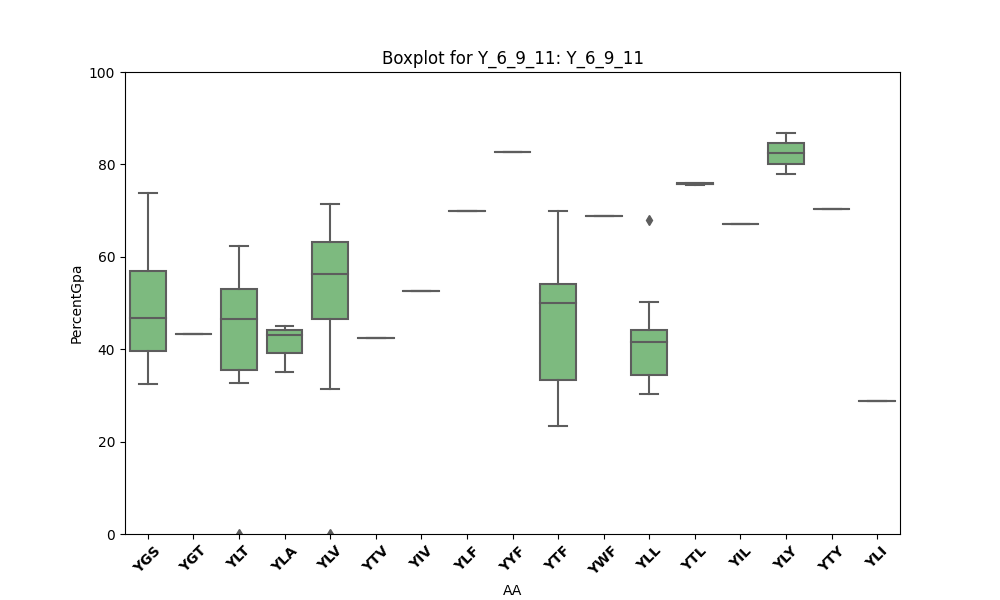 Boxplot for Y_6_9_11: Y_6_9_11
100
80
60
40
20
0
PercentGpa
YGS YGT YLT YLA YLV YTV YIV YLF YYF YTF YWF YLL YTL YIL YLY YTY YLI
AA